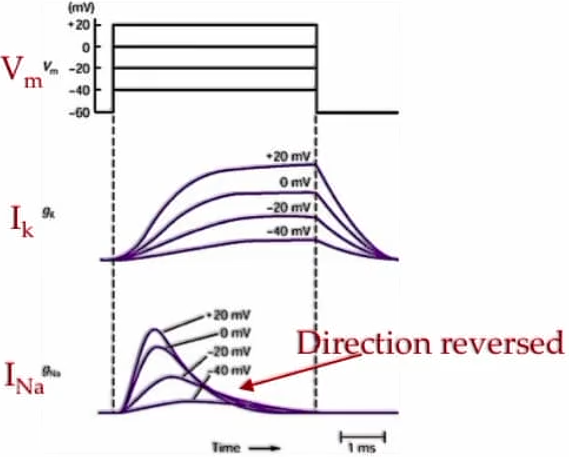 (mV)
+20
0
Vm Vm -20
-40
-60
+20 mV
0 mV
Ik gK
-20 mV
-40 mV
+20 mV
0 mV
-20 mV
Direction reversed
INa gNa
-40 mV
Time
1 ms